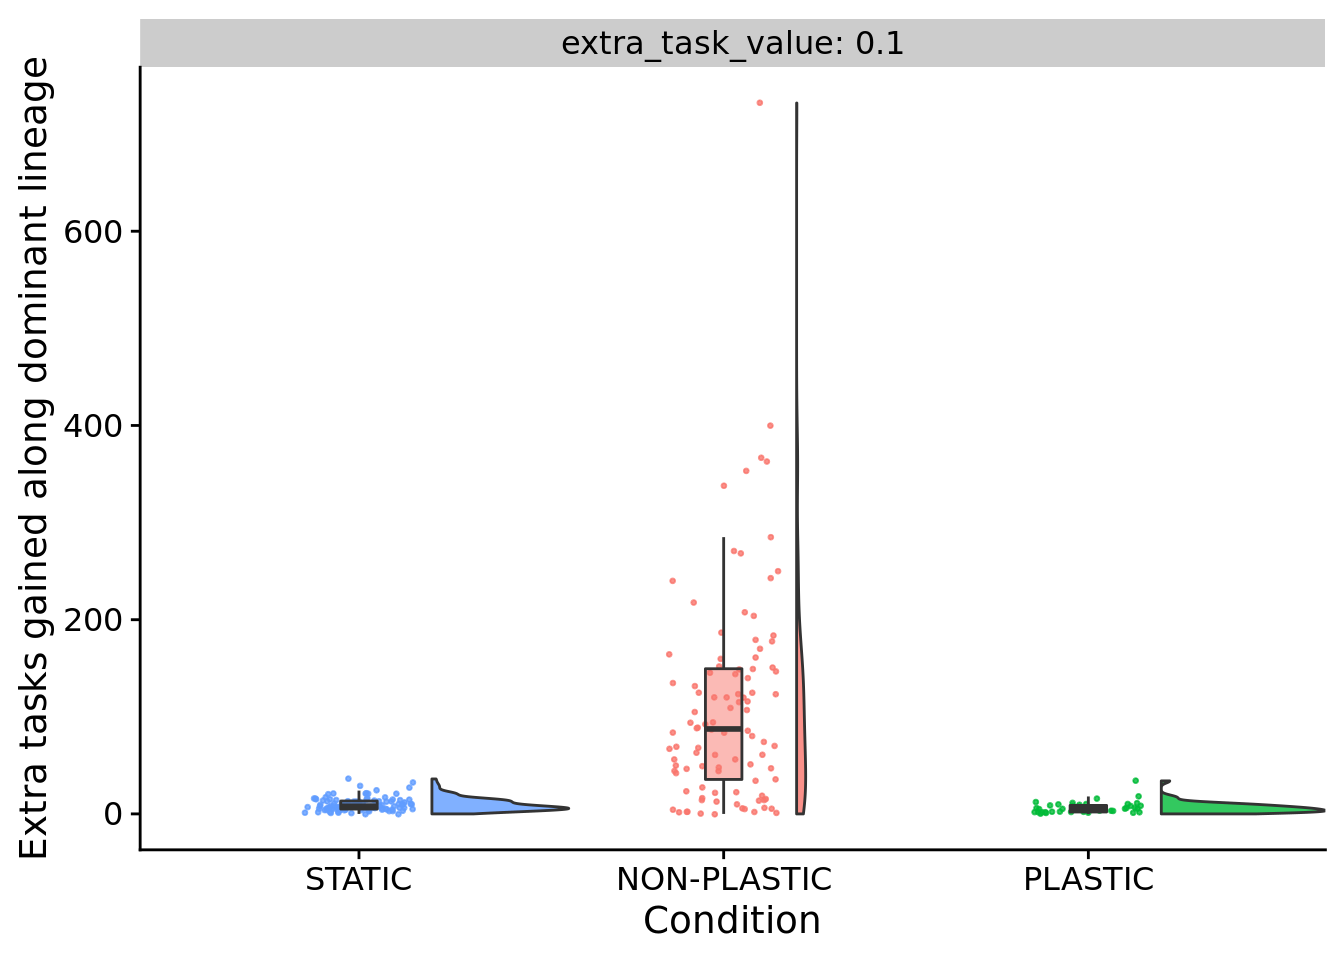 extra_task_value: 0.1
Extra tasks gained along dominant lineage
600
400
200
0
STATIC
NON-PLASTIC
PLASTIC
Condition